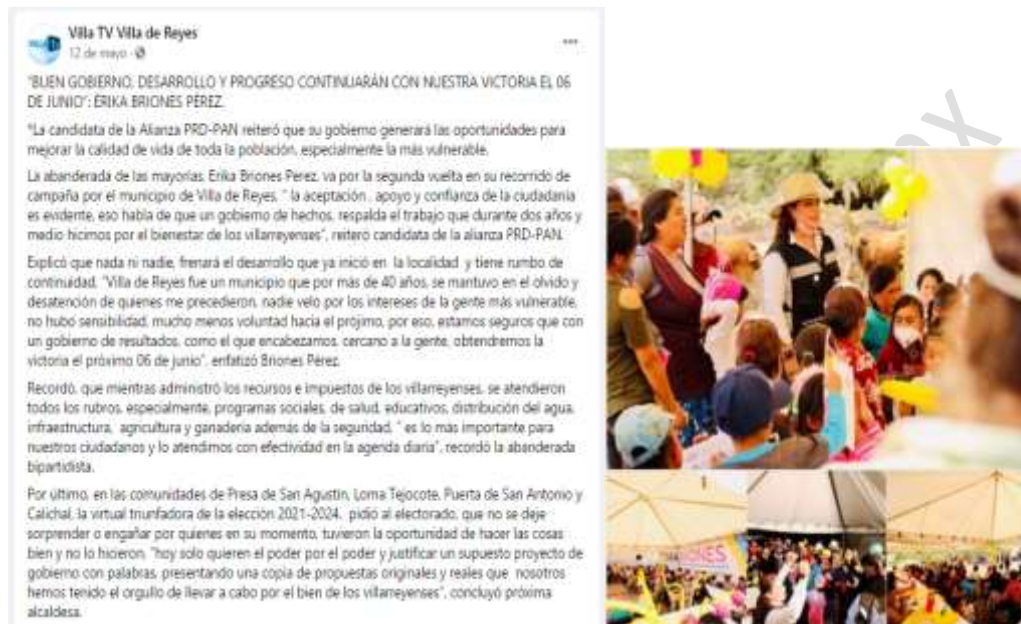 Villa TV Villa de Reyes
12 de mayo ·
"BUEN GOBIERNO, DESARROLLO Y PROGRESO CONTINUARÁN CON NUESTRA VICTORIA EL 06
DE JUNIO": ÉRIKA BRIONES PÉREZ.
*La candidata de la Alianza PRD-PAN reiteró que su gobierno generará las oportunidades para
mejorar la calidad de vida de toda la población, especialmente la más vulnerable.
La abanderada de las mayorías, Erika Briones Perez, va por la segunda vuelta en su recorrido de
campaña por el municipio de Villa de Reyes, " la aceptación , apoyo y confianza de la ciudadanía
es evidente, eso habla de que un gobierno de hechos, respalda el trabajo que durante dos años y
medio hicimos por el bienestar de los villarreyenses", reitero candidata de la alianza PRD-PAN.
Explicó que nada ni nadie, frenará el desarrollo que ya inició en la localidad y tiene rumbo de
continuidad. "Villa de Reyes fue un municipio que por más de 40 años, se mantuvo en el olvido y
desatención de quienes me precedieron, nadie velo por los intereses de la gente más vulnerable,
no hubo sensibilidad, mucho menos voluntad hacia el prójimo, por eso, estamos seguros que con
un gobierno de resultados, como el que encabezamos, cercano a la gente, obtendremos la
victoria el próximo 06 de junio", enfatizó Briones Pérez.
Recordó, que mientras administró los recursos e impuestos de los villarreyenses, se atendieron
todos los rubros, especialmente, programas sociales, de salud, educativos, distribución del agua,
infraestructura, agricultura y ganadería además de la seguridad, " es lo más importante para
nuestros ciudadanos y lo atendimos con efectividad en la agenda diaria", recordó la abanderada
bipartidista.
Por último, en las comunidades de Presa de San Agustín, Loma Tejocote, Puerta de San Antonio y
Calichal, la virtual triunfadora de la elección 2021-2024, pidió al electorado, que no se deje
sorprender o engañar por quienes en su momento, tuvieron la oportunidad de hacer las cosas
bien y no lo hicieron, "hoy solo quieren el poder por el poder y justificar un supuesto proyecto de
gobierno con palabras, presentando una copia de propuestas originales y reales que nosotros
hemos tenido el orgullo de llevar a cabo por el bien de los villarreyenses", concluyó próxima
alcaldesa.